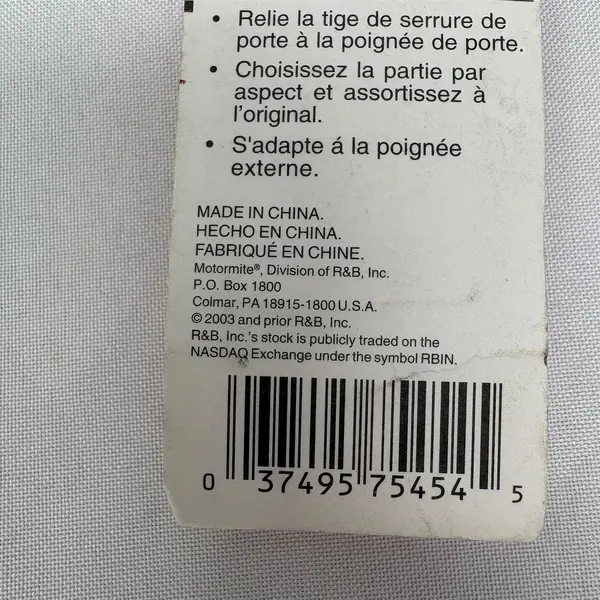 • Relie la tige de serrure de
porte à la poignée de porte.
• Choisissez la partie par
aspect et assortissez à
l'original.
• S'adapte á la poignée
externe.
MADE IN CHINA.
HECHO EN CHINA.
FABRIQUÉ EN CHINE.
Motormite®, Division of R&B, Inc.
P.O. Box 1800
Colmar, PA 18915-1800 U.S.A.
© 2003 and prior R&B, Inc.
R&B, Inc.'s stock is publicly traded on the
NASDAQ Exchange under the symbol RBIN.
0 37495 75454 5